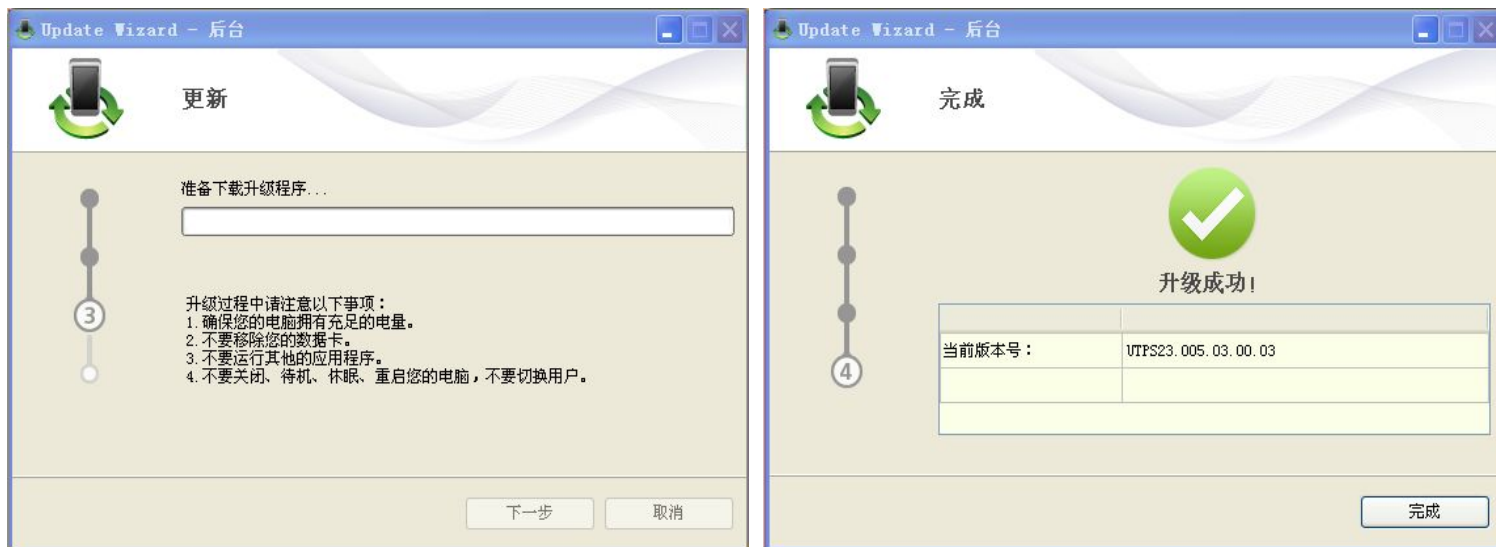 Update Wizard - 后台
更新
准备下载升级程序...
升级过程中请注意以下事项：
1.确保您的电脑拥有充足的电量。
2.不要移除您的数据卡。
3.不要运行其他的应用程序。
4.不要关闭、待机、休眠、重启您的电脑，不要切换用户。
3
下一步
取消
Update Wizard - 后台
完成
升级成功!
当前版本号：
UTPS23.005.03.00.03
4
完成